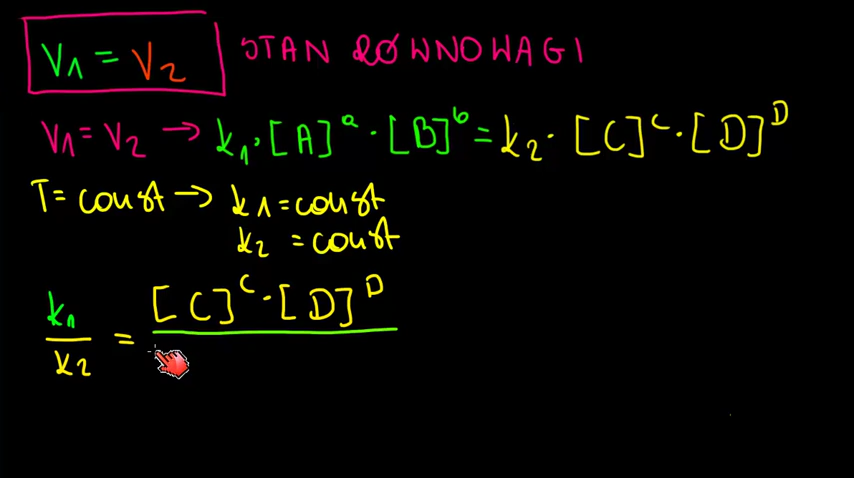 V1 = V2 STAN RÓWNOWAGI
V1 = V2 → k1·[A]^a·[B]^b = k2·[C]^c·[D]^D
T = const → k1 = const
k2 = const
k1/k2 = [C]^c·[D]^D